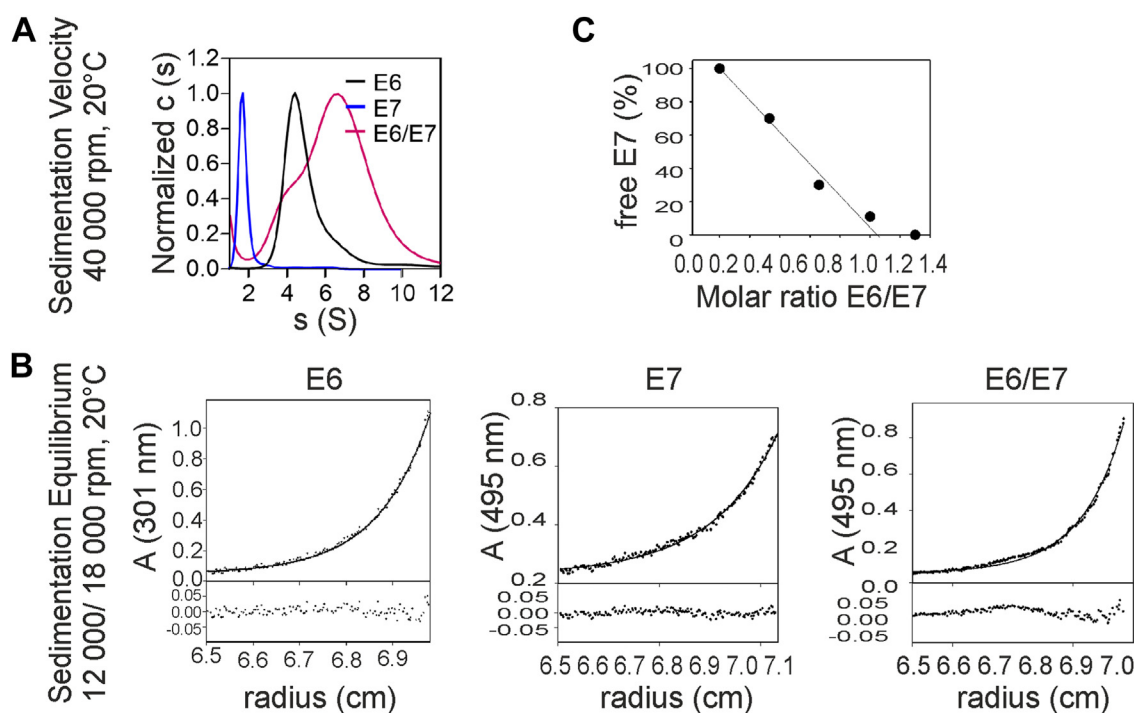 A
Sedimentation Velocity
40 000 rpm, 20°C
Normalized c (s)
1.2
1.0
0.8
0.6
0.4
0.2
0.0
E6
E7
E6/E7
2 4 6 8 10 12
s (S)
C
free E7 (%)
100
80
60
40
20
0
0.0 0.2 0.4 0.6 0.8 1.0 1.2 1.4
Molar ratio E6/E7
B
Sedimentation Equilibrium
12 000/ 18 000 rpm, 20°C
E6
A (301 nm)
1.0
0.8
0.6
0.4
0.2
0.0
0.05
0.00
-0.05
6.5 6.6 6.7 6.8 6.9
radius (cm)
E7
A (495 nm)
0.8
0.6
0.4
0.2
0.05
0.00
-0.05
6.5 6.6 6.7 6.8 6.9 7.0 7.1
radius (cm)
E6/E7
A (495 nm)
0.8
0.6
0.4
0.2
0.0
0.05
0.00
-0.05
6.5 6.6 6.7 6.8 6.9 7.0
radius (cm)